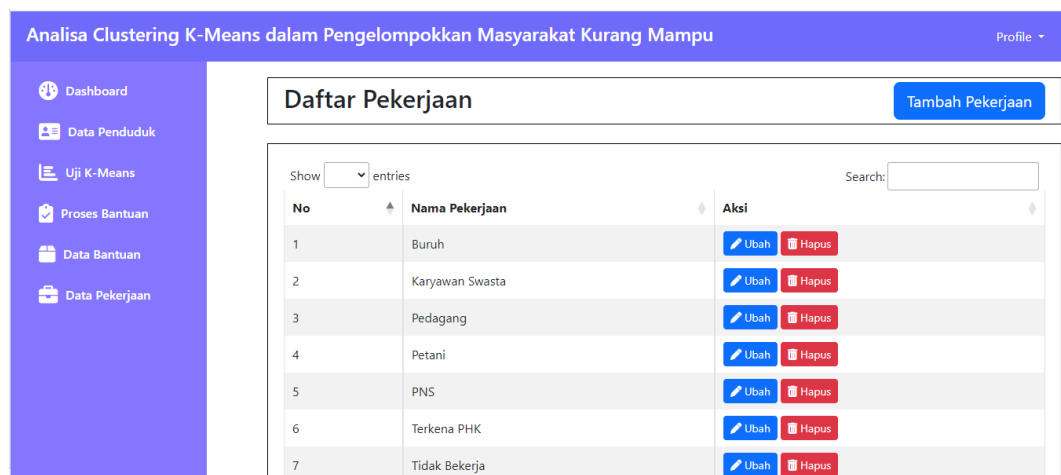 Analisa Clustering K-Means dalam Pengelompokkan Masyarakat Kurang Mampu
Profile
Dashboard
Data Penduduk
Uji K-Means
Proses Bantuan
Data Bantuan
Data Pekerjaan
Daftar Pekerjaan
Tambah Pekerjaan
Show entries
Search:
No Nama Pekerjaan Aksi
1 Buruh Ubah Hapus
2 Karyawan Swasta Ubah Hapus
3 Pedagang Ubah Hapus
4 Petani Ubah Hapus
5 PNS Ubah Hapus
6 Terkena PHK Ubah Hapus
7 Tidak Bekerja Ubah Hapus